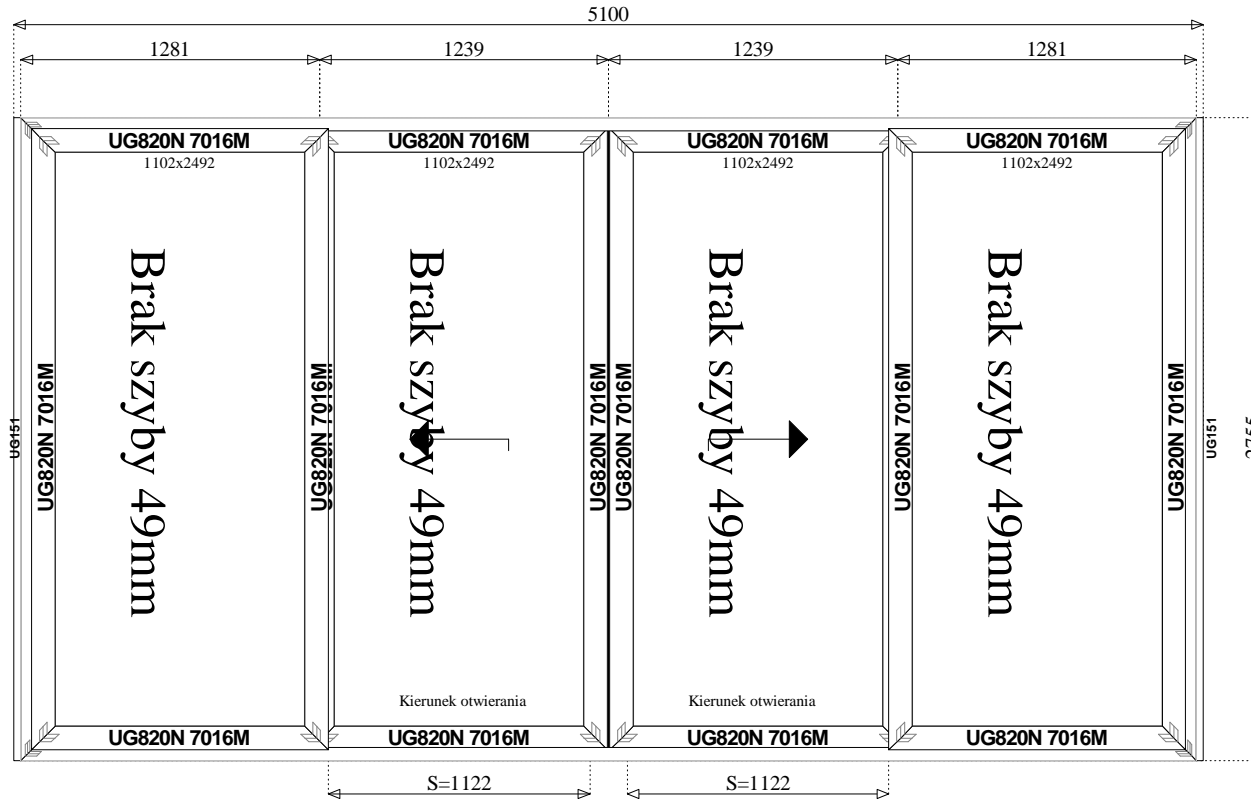 5100
1281 1239 1239 1281
UG820N 7016M UG820N 7016M UG820N 7016M UG820N 7016M
1102x2492 1102x2492 1102x2492 1102x2492
UG151
UG820N 7016M
Brak szyby 49mm
UG820N 7016M
UG820N 7016M
Brak szyby 49mm
UG820N 7016M
UG820N 7016M
Brak szyby 49mm
UG820N 7016M
Brak szyby 49mm
UG820N 7016M
UG151
Kierunek otwierania Kierunek otwierania
UG820N 7016M UG820N 7016M UG820N 7016M UG820N 7016M
S=1122 S=1122